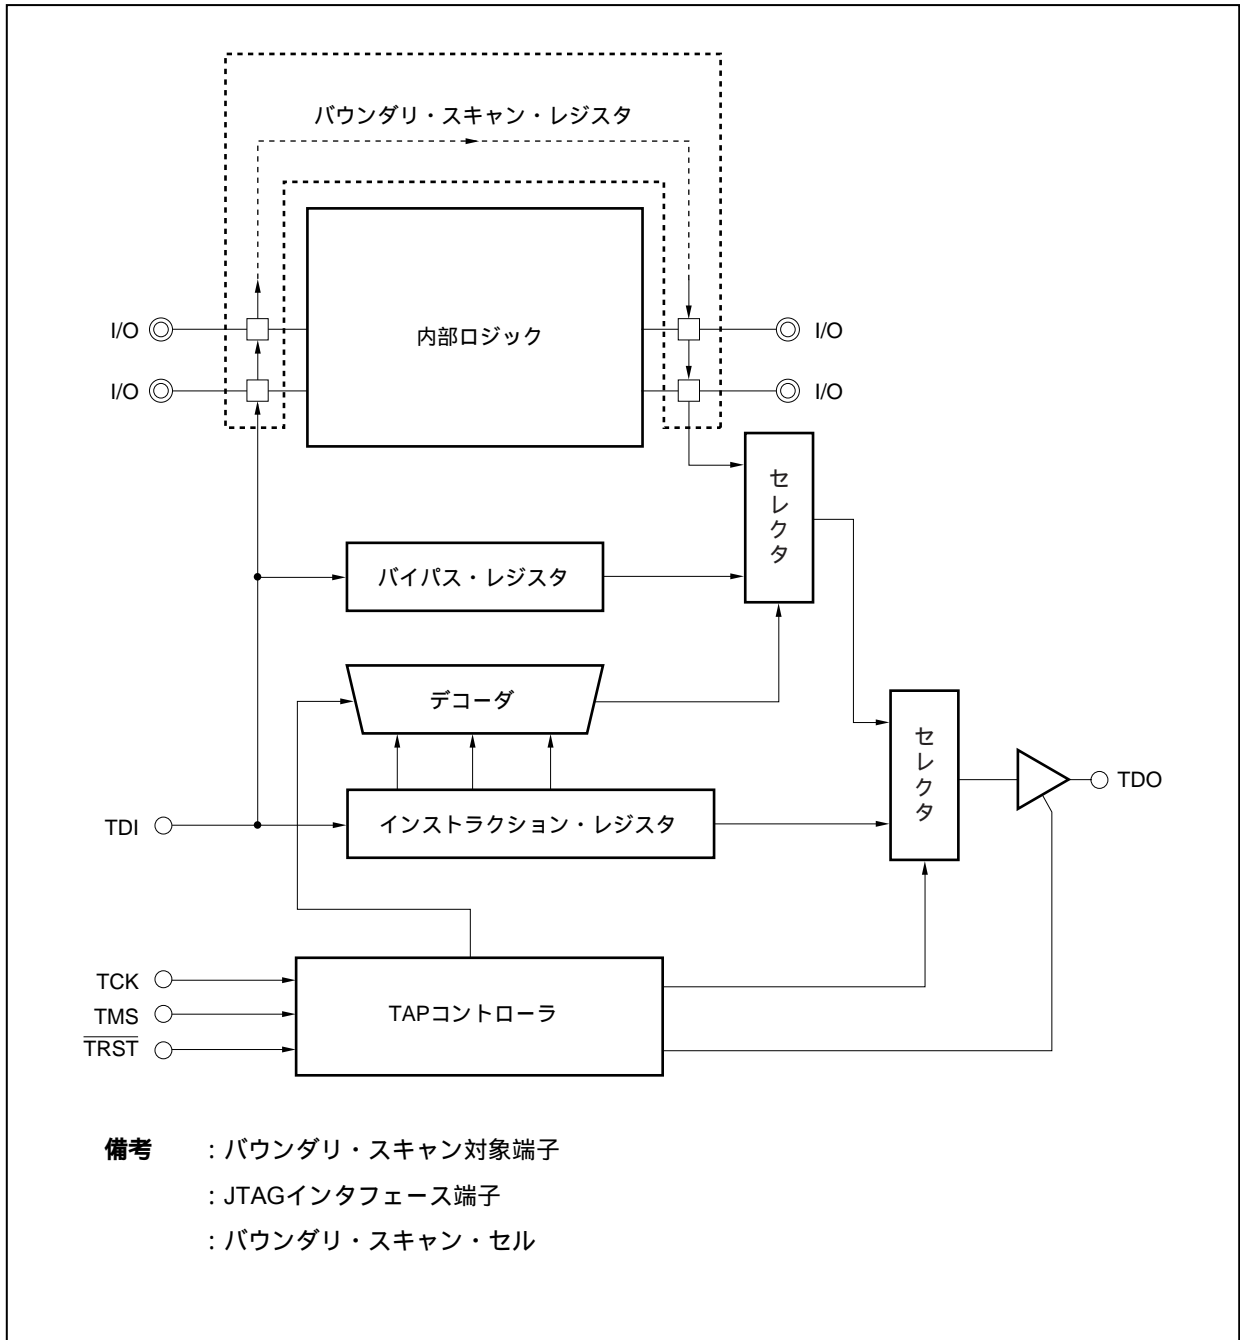 バウンダリ・スキャン・レジスタ
内部ロジック
I/O
I/O
I/O
I/O
セレクタ
バイパス・レジスタ
デコーダ
セレクタ
TDO
TDI
インストラクション・レジスタ
TCK
TMS
TRST
TAPコントローラ
備考 : バウンダリ・スキャン対象端子
: JTAGインタフェース端子
: バウンダリ・スキャン・セル